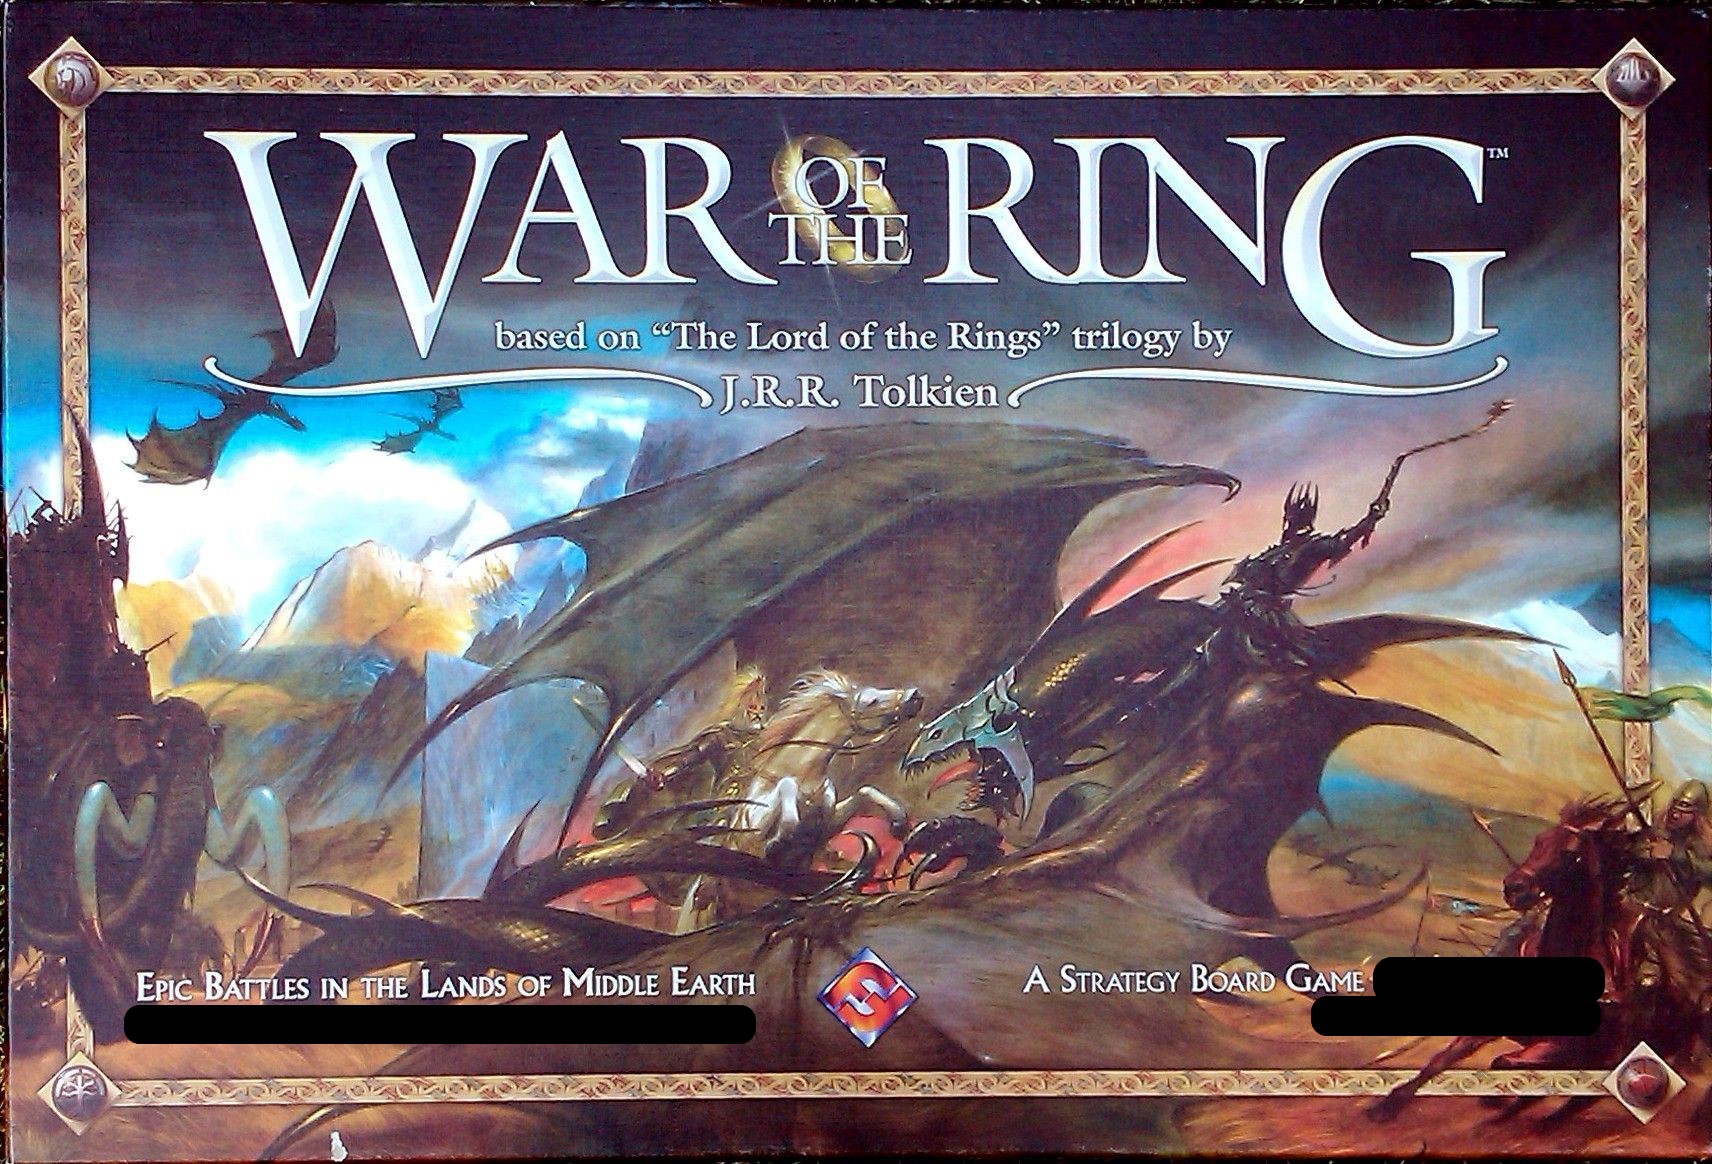 WAR OF THE RING™
based on “The Lord of the Rings” trilogy by
J.R.R. Tolkien
EPIC BATTLES IN THE LANDS OF MIDDLE EARTH
A STRATEGY BOARD GAME